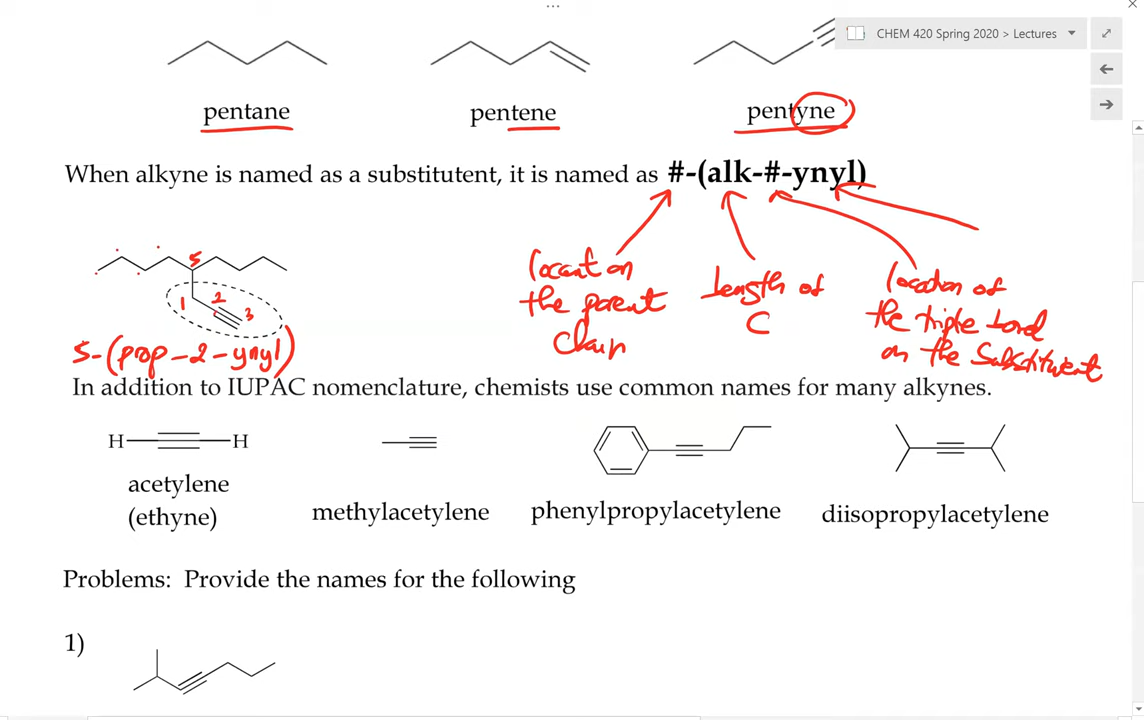 CHEM 420 Spring 2020 > Lectures
pentane pentene pentyne
When alkyne is named as a substitutent, it is named as #-(alk-#-ynyl)
5
1 2 3
locant on
the parent
chain
Length of
C
location of
the triple bond
on the substituent
5-(prop-2-ynyl)
In addition to IUPAC nomenclature, chemists use common names for many alkynes.
H H
acetylene
(ethyne)
methylacetylene
phenylpropylacetylene
diisopropylacetylene
Problems: Provide the names for the following
1)